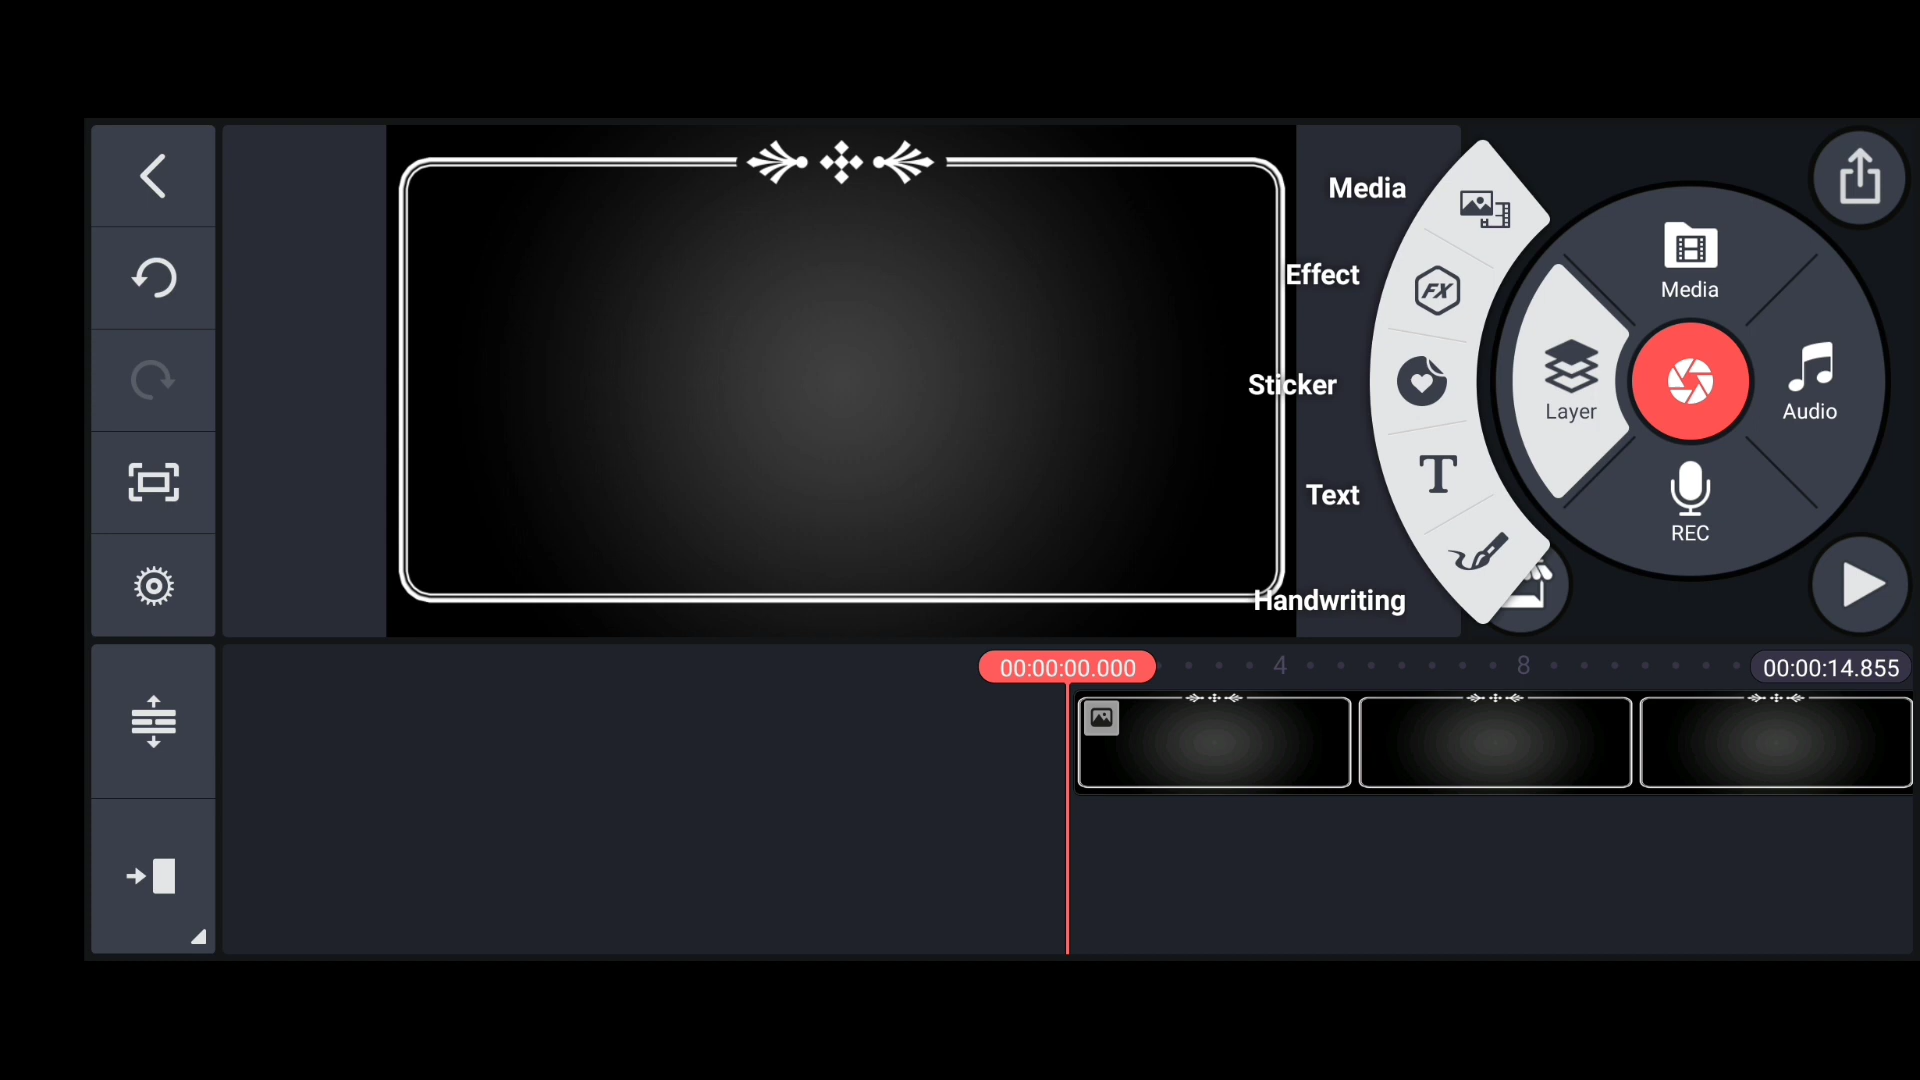 Media
Effect
Sticker
Text
Handwriting
Media
Layer
Audio
REC
FX
T
00:00:00.000
4
8
00:00:14.855